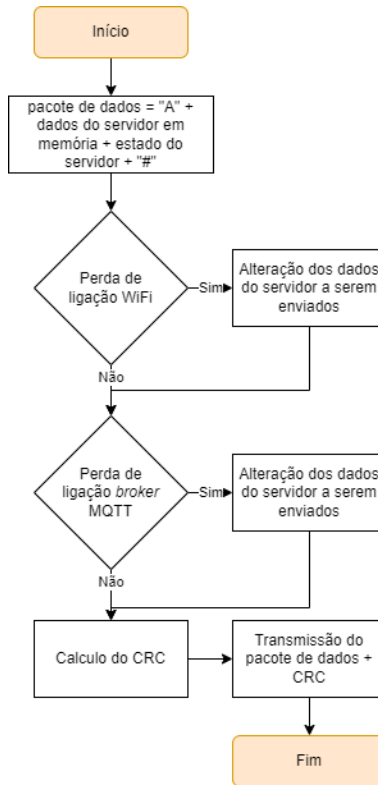 Início
pacote de dados = "A" +
dados do servidor em
memória + estado do
servidor + "#"
Perda de
ligação WiFi
Sim
Alteração dos dados
do servidor a serem
enviados
Não
Perda de
ligação broker
MQTT
Sim
Alteração dos dados
do servidor a serem
enviados
Não
Calculo do CRC
Transmissão do
pacote de dados +
CRC
Fim